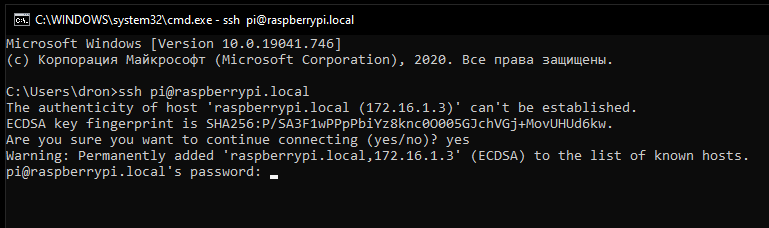 C:\WINDOWS\system32\cmd.exe - ssh pi@raspberrypi.local
Microsoft Windows [Version 10.0.19041.746]
(c) Корпорация Майкрософт (Microsoft Corporation), 2020. Все права защищены.
C:\Users\dron>ssh pi@raspberrypi.local
The authenticity of host 'raspberrypi.local (172.16.1.3)' can't be established.
ECDSA key fingerprint is SHA256:P/SA3F1wPPpPbiYz8knc0O005GJchVGj+MovUHUd6kw.
Are you sure you want to continue connecting (yes/no)? yes
Warning: Permanently added 'raspberrypi.local,172.16.1.3' (ECDSA) to the list of known hosts.
pi@raspberrypi.local's password: